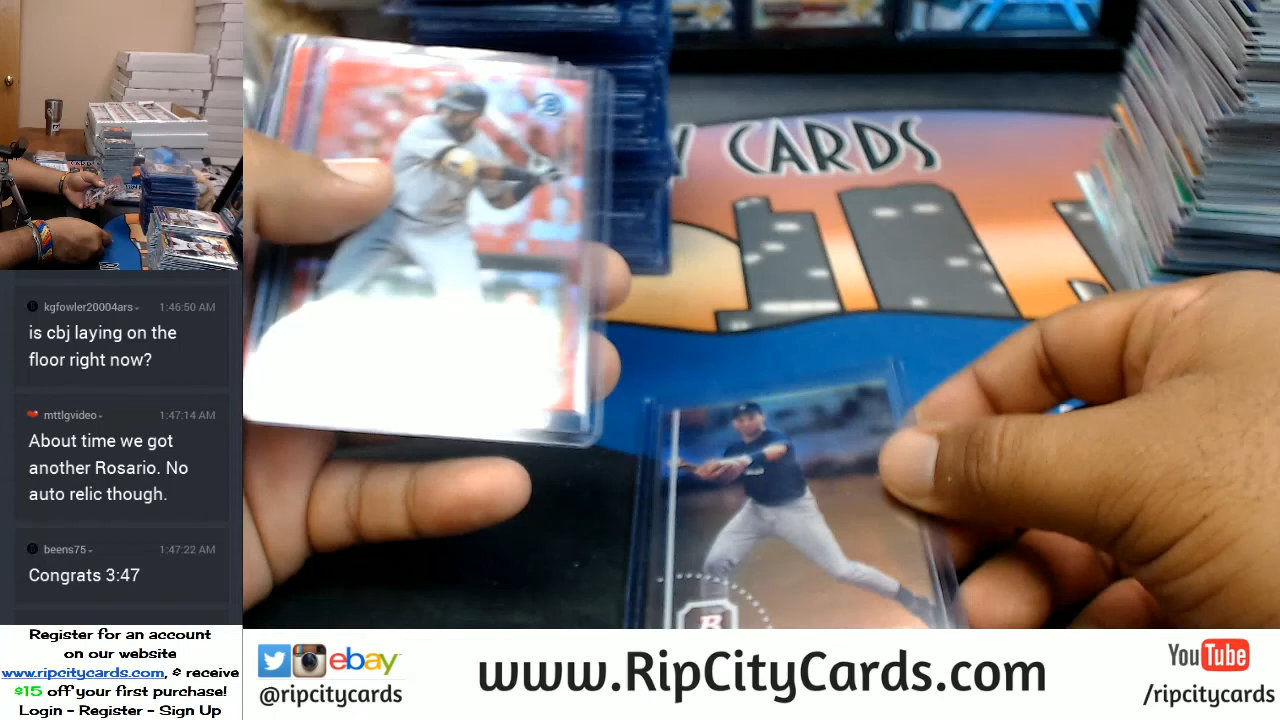 Y CARDS
kgfowler20004ars
1:46:50 AM
is cbj laying on the
floor right now?
mttlgvideo
1:47:14 AM
About time we got
another Rosario. No
auto relic though.
beens75
1:47:22 AM
Congrats 3:47
B
Register for an account
on our website
www.ripcitycards.com, & receive
$15 off your first purchase!
Login - Register - Sign Up
ebay
@ripcitycards
www.RipCityCards.com
YouTube
/ripcitycards